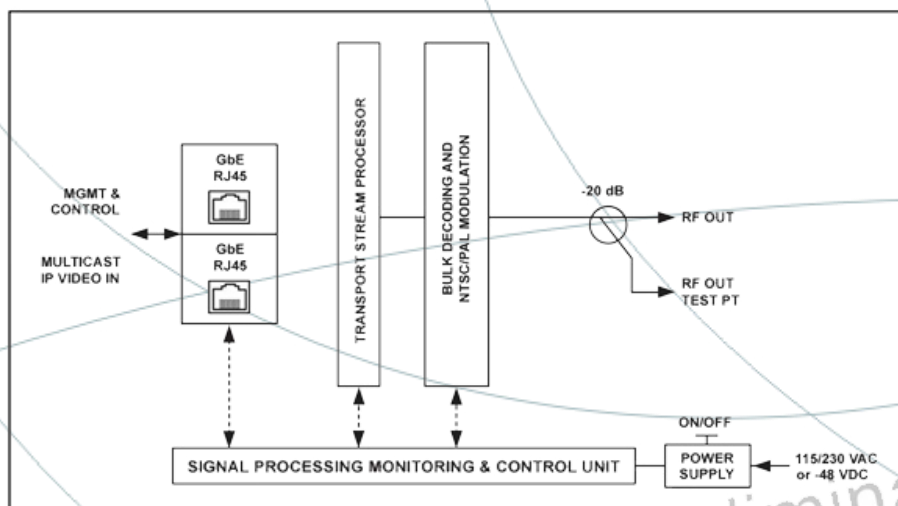 GbE
RJ45
MGMT &
CONTROL
GbE
RJ45
MULTICAST
IP VIDEO IN
TRANSPORT STREAM PROCESSOR
BULK DECODING AND
NTSC/PAL MODULATION
-20 dB
RF OUT
RF OUT
TEST PT
ON/OFF
SIGNAL PROCESSING MONITORING & CONTROL UNIT
POWER
SUPPLY
115/230 VAC
or -48 VDC